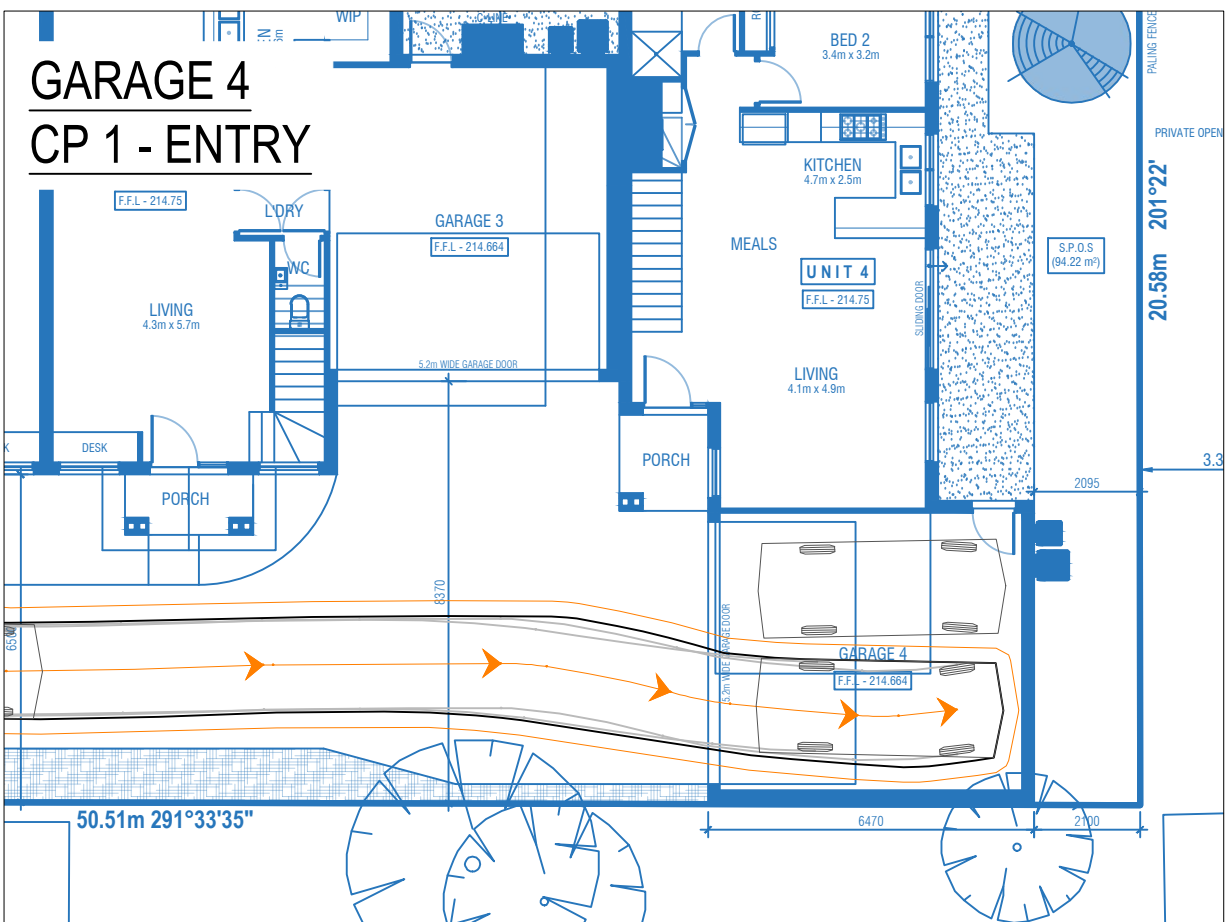 GARAGE 4
CP 1 - ENTRY
WIP
C-LINE
BED 2
3.4m x 3.2m
PALING FENCE
PRIVATE OPEN
KITCHEN
4.7m x 2.5m
20.58m 201°22'
F.F.L - 214.75
L'DRY
GARAGE 3
F.F.L - 214.664
MEALS
S.P.O.S
(94.22 m²)
WC
UNIT 4
F.F.L - 214.75
SLIDING DOOR
LIVING
4.3m x 5.7m
5.2m WIDE GARAGE DOOR
LIVING
4.1m x 4.9m
K
DESK
PORCH
3.3
2095
PORCH
8370
5.2m WIDE GARAGE DOOR
GARAGE 4
F.F.L - 214.664
50.51m 291°33'35"
6470
2100